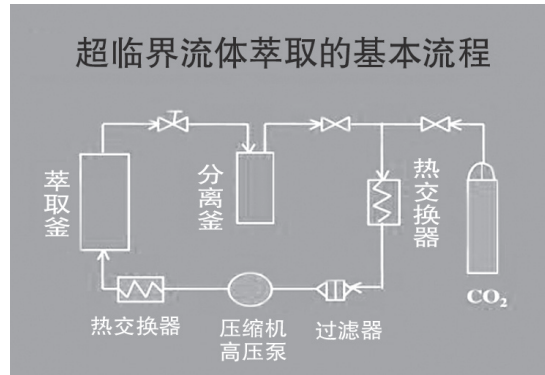 超临界流体萃取的基本流程
萃取釜
分离釜
热交换器
CO₂
热交换器
压缩机
高压泵
过滤器